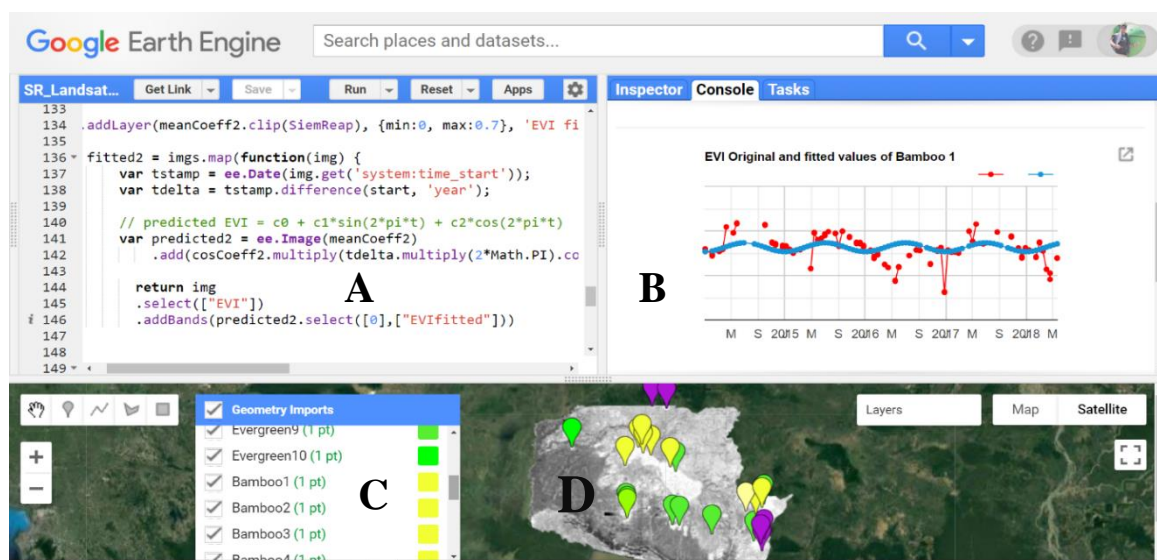 Google Earth Engine
Search places and datasets...
SR_Landsat...
Get Link
Save
Run
Reset
Apps
133
134 .addLayer(meanCoeff2.clip(SiemReap), {min:0, max:0.7}, 'EVI fi
135
136 fitted2 = imgs.map(function(img) {
137 var tstamp = ee.Date(img.get('system:time_start'));
138 var tdelta = tstamp.difference(start, 'year');
139
140 // predicted EVI = c0 + c1*sin(2*pi*t) + c2*cos(2*pi*t)
141 var predicted2 = ee.Image(meanCoeff2)
142 .add(cosCoeff2.multiply(tdelta.multiply(2*Math.PI).co
143
144 return img
145 .select(["EVI"])
i 146 .addBands(predicted2.select([0],["EVIfitted"]))
147
148
149
A
Inspector
Console
Tasks
EVI Original and fitted values of Bamboo 1
M S 2015 M S 2016 M S 2017 M S 2018 M
B
Geometry Imports
Evergreen9 (1 pt)
Evergreen10 (1 pt)
Bamboo1 (1 pt)
Bamboo2 (1 pt)
Bamboo3 (1 pt)
Bamboo4 (1 pt)
C
D
Layers
Map
Satellite